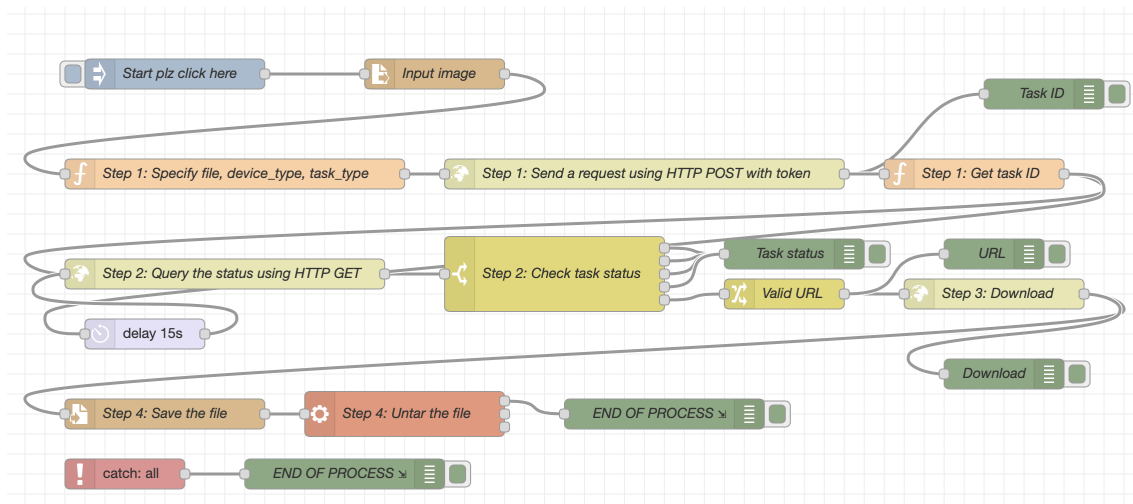 Start plz click here
Input image
Task ID
Step 1: Specify file, device_type, task_type
Step 1: Send a request using HTTP POST with token
Step 1: Get task ID
Step 2: Query the status using HTTP GET
Step 2: Check task status
Task status
URL
Valid URL
Step 3: Download
delay 15s
Download
Step 4: Save the file
Step 4: Untar the file
END OF PROCESS ⇲
catch: all
END OF PROCESS ⇲